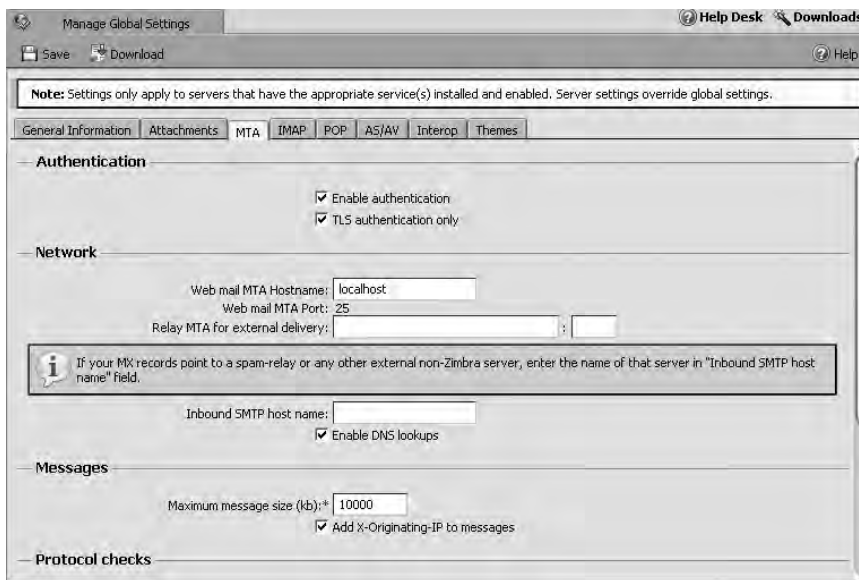 Manage Global Settings
Help Desk Downloads
Save Download Help
Note: Settings only apply to servers that have the appropriate service(s) installed and enabled. Server settings override global settings.
General Information Attachments MTA IMAP POP AS/AV Interop Themes
Authentication
Enable authentication
TLS authentication only
Network
Web mail MTA Hostname: localhost
Web mail MTA Port: 25
Relay MTA for external delivery: :
i
If your MX records point to a spam-relay or any other external non-Zimbra server, enter the name of that server in "Inbound SMTP host
name" field.
Inbound SMTP host name:
Enable DNS lookups
Messages
Maximum message size (kb):* 10000
Add X-Originating-IP to messages
Protocol checks